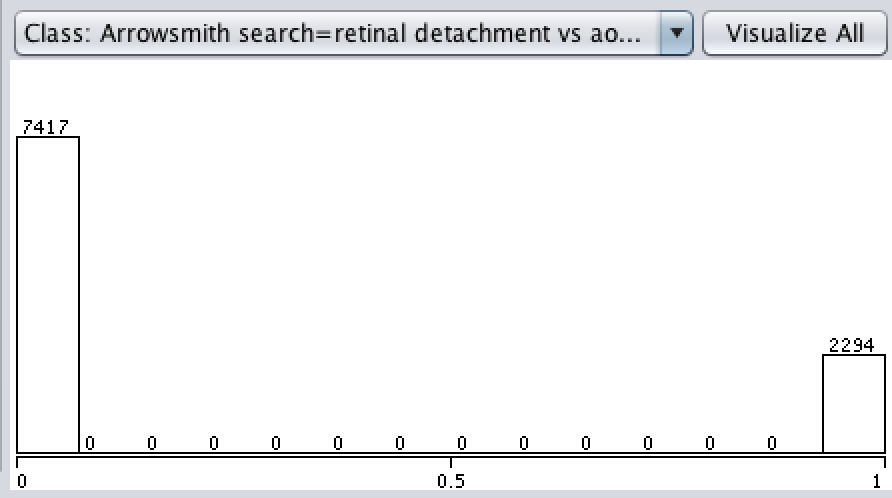 Class: Arrowsmith search=retinal detachment vs ao... Visualize All
7417
2294
0 0 0 0 0 0 0 0 0 0 0 0
0 0.5 1